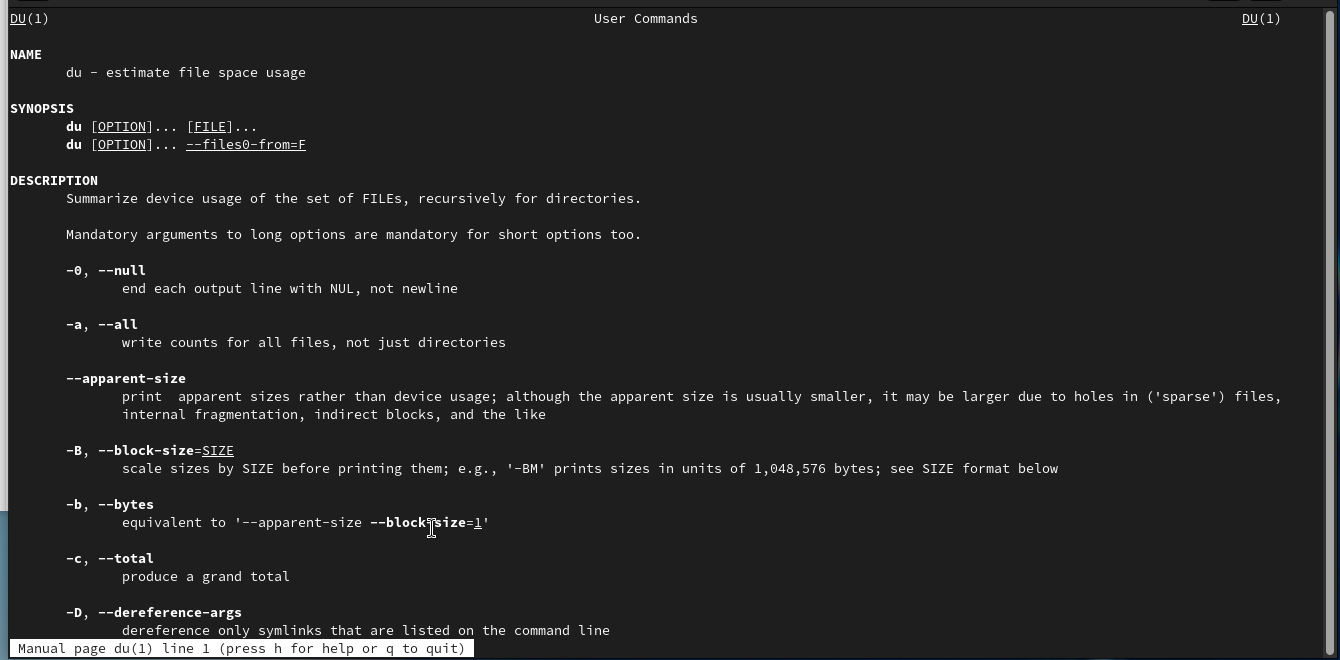 DU(1) User Commands DU(1)
NAME
du - estimate file space usage
SYNOPSIS
du [OPTION]... [FILE]...
du [OPTION]... --files0-from=F
DESCRIPTION
Summarize device usage of the set of FILEs, recursively for directories.
Mandatory arguments to long options are mandatory for short options too.
-0, --null
end each output line with NUL, not newline
-a, --all
write counts for all files, not just directories
--apparent-size
print  apparent sizes rather than device usage; although the apparent size is usually smaller, it may be larger due to holes in ('sparse') files,
internal fragmentation, indirect blocks, and the like
-B, --block-size=SIZE
scale sizes by SIZE before printing them; e.g., '-BM' prints sizes in units of 1,048,576 bytes; see SIZE format below
-b, --bytes
equivalent to '--apparent-size --block-size=1'
-c, --total
produce a grand total
-D, --dereference-args
dereference only symlinks that are listed on the command line
Manual page du(1) line 1 (press h for help or q to quit)